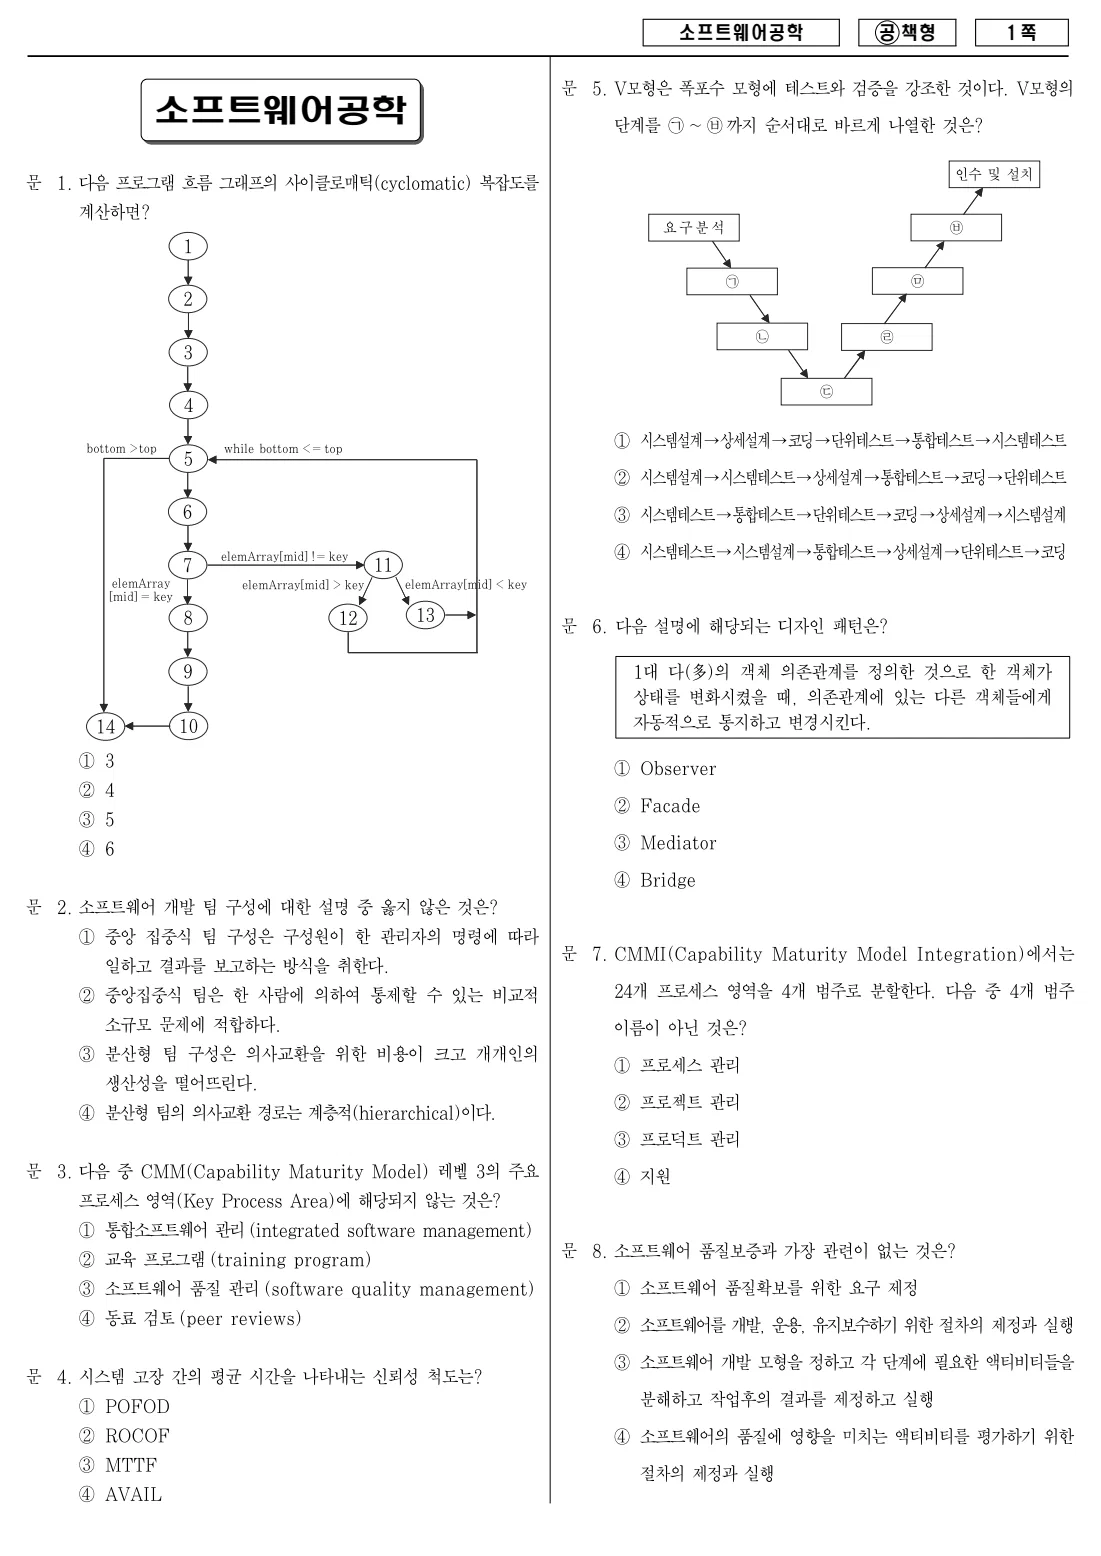 소프트웨어공학
공 책형
1 쪽
소프트웨어공학
문 1. 다음 프로그램 흐름 그래프의 사이클로매틱(cyclomatic) 복잡도를
계산하면?
1
2
3
4
bottom >top
5
while bottom <= top
6
7
elemArray[mid] != key
11
elemArray
[mid] = key
elemArray[mid] > key
elemArray[mid] < key
8
12
13
9
14
10
① 3
② 4
③ 5
④ 6
문 2. 소프트웨어 개발 팀 구성에 대한 설명 중 옳지 않은 것은?
① 중앙 집중식 팀 구성은 구성원이 한 관리자의 명령에 따라
일하고 결과를 보고하는 방식을 취한다.
② 중앙집중식 팀은 한 사람에 의하여 통제할 수 있는 비교적
소규모 문제에 적합하다.
③ 분산형 팀 구성은 의사교환을 위한 비용이 크고 개개인의
생산성을 떨어뜨린다.
④ 분산형 팀의 의사교환 경로는 계층적(hierarchical)이다.
문 3. 다음 중 CMM(Capability Maturity Model) 레벨 3의 주요
프로세스 영역(Key Process Area)에 해당되지 않는 것은?
① 통합소프트웨어 관리 (integrated software management)
② 교육 프로그램 (training program)
③ 소프트웨어 품질 관리 (software quality management)
④ 동료 검토 (peer reviews)
문 4. 시스템 고장 간의 평균 시간을 나타내는 신뢰성 척도는?
① POFOD
② ROCOF
③ MTTF
④ AVAIL
문 5. V모형은 폭포수 모형에 테스트와 검증을 강조한 것이다. V모형의
단계를 ㉠ ~ ㉥ 까지 순서대로 바르게 나열한 것은?
인수 및 설치
요구분석
㉥
㉠
㉤
㉡
㉣
㉢
① 시스템설계→상세설계→코딩→단위테스트→통합테스트→시스템테스트
② 시스템설계→시스템테스트→상세설계→통합테스트→코딩→단위테스트
③ 시스템테스트→통합테스트→단위테스트→코딩→상세설계→시스템설계
④ 시스템테스트→시스템설계→통합테스트→상세설계→단위테스트→코딩
문 6. 다음 설명에 해당되는 디자인 패턴은?
1대 다(多)의 객체 의존관계를 정의한 것으로 한 객체가
상태를 변화시켰을 때, 의존관계에 있는 다른 객체들에게
자동적으로 통지하고 변경시킨다.
① Observer
② Facade
③ Mediator
④ Bridge
문 7. CMMI(Capability Maturity Model Integration)에서는
24개 프로세스 영역을 4개 범주로 분할한다. 다음 중 4개 범주
이름이 아닌 것은?
① 프로세스 관리
② 프로젝트 관리
③ 프로덕트 관리
④ 지원
문 8. 소프트웨어 품질보증과 가장 관련이 없는 것은?
① 소프트웨어 품질확보를 위한 요구 제정
② 소프트웨어를 개발, 운용, 유지보수하기 위한 절차의 제정과 실행
③ 소프트웨어 개발 모형을 정하고 각 단계에 필요한 액티비티들을
분해하고 작업후의 결과를 제정하고 실행
④ 소프트웨어의 품질에 영향을 미치는 액티비티를 평가하기 위한
절차의 제정과 실행